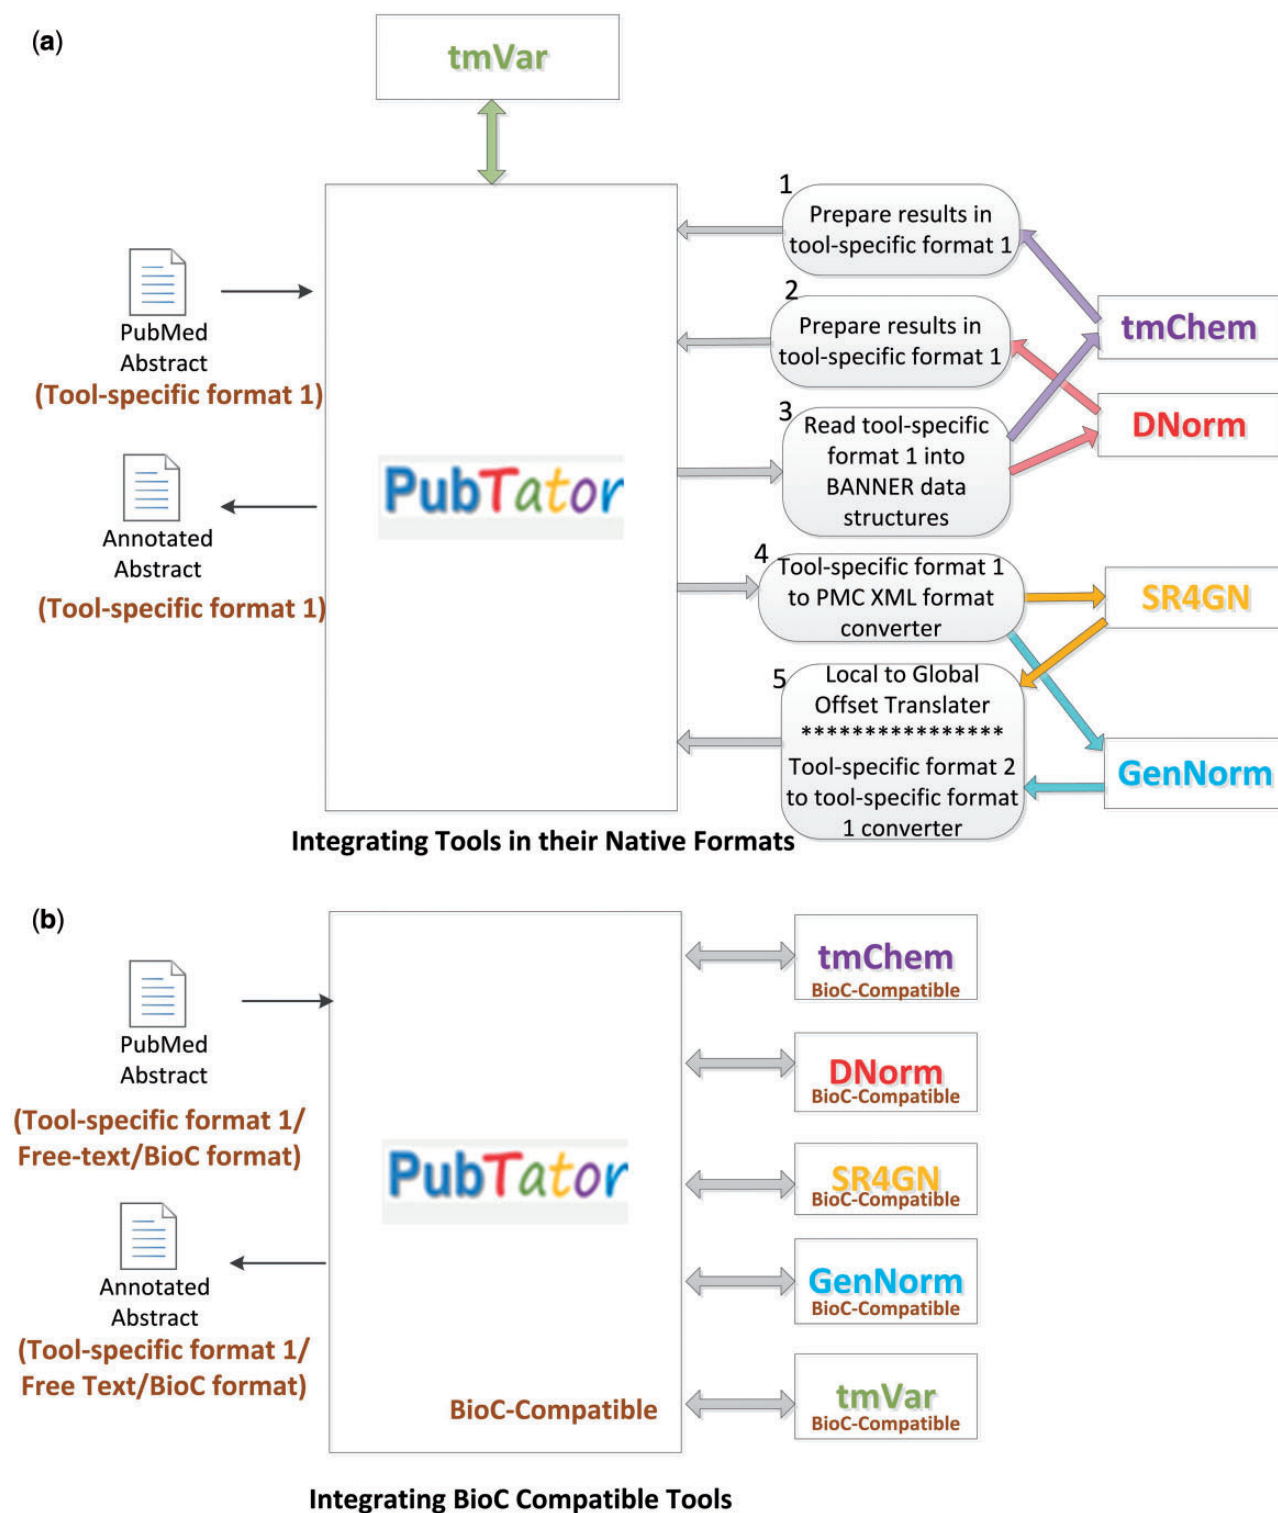 (a)
tmVar
PubMed
Abstract
(Tool-specific format 1)
Annotated
Abstract
(Tool-specific format 1)
PubTator
1
Prepare results in
tool-specific format 1
2
Prepare results in
tool-specific format 1
3
Read tool-specific
format 1 into
BANNER data
structures
4
Tool-specific format 1
to PMC XML format
converter
5
Local to Global
Offset Translater
****************
Tool-specific format 2
to tool-specific format
1 converter
tmChem
DNorm
SR4GN
GenNorm
Integrating Tools in their Native Formats
(b)
PubMed
Abstract
(Tool-specific format 1/
Free-text/BioC format)
Annotated
Abstract
(Tool-specific format 1/
Free Text/BioC format)
PubTator
BioC-Compatible
tmChem
BioC-Compatible
DNorm
BioC-Compatible
SR4GN
BioC-Compatible
GenNorm
BioC-Compatible
tmVar
BioC-Compatible
Integrating BioC Compatible Tools